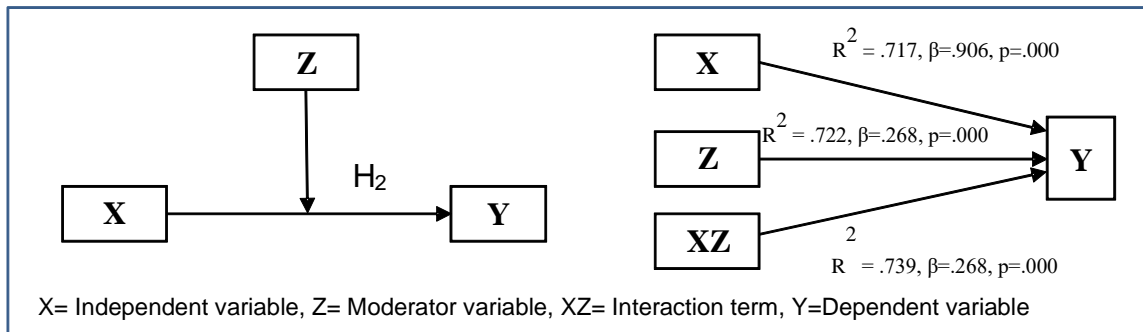 Z
H₂
X
Y
R² = .717, β=.906, p=.000
X
R² = .722, β=.268, p=.000
Z
Y
XZ
R² = .739, β=.268, p=.000
X= Independent variable, Z= Moderator variable, XZ= Interaction term, Y=Dependent variable